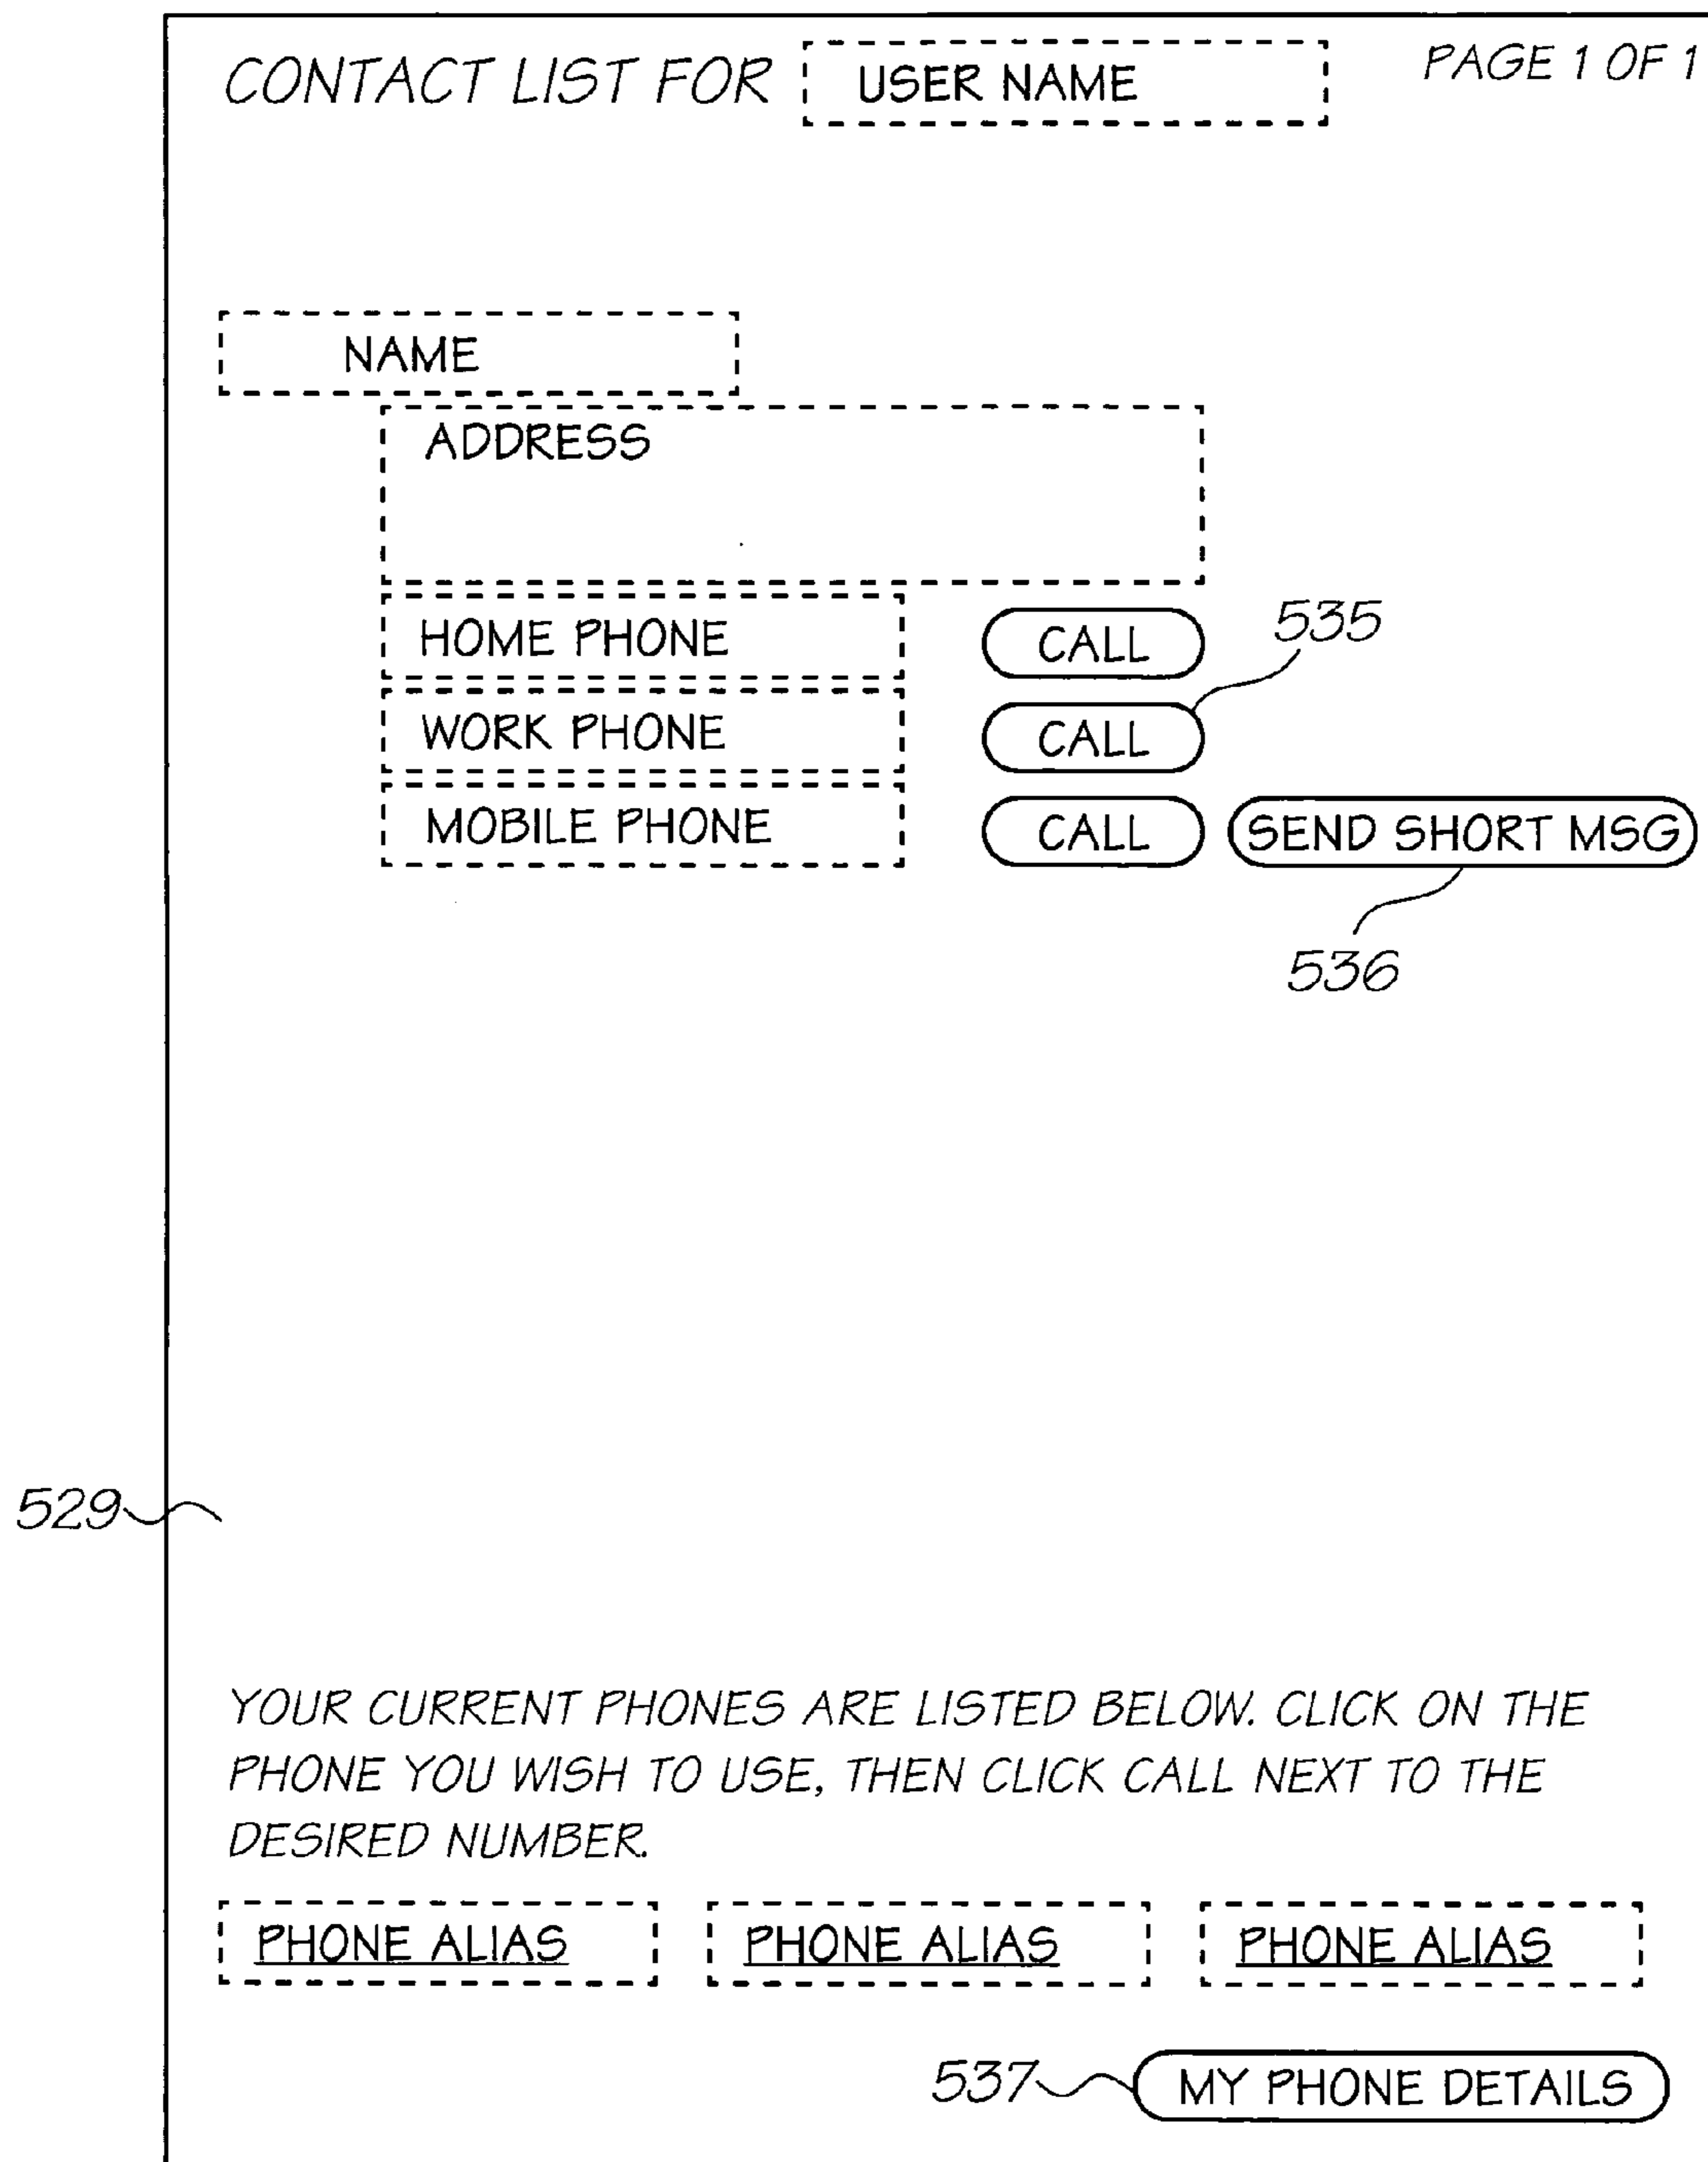 CONTACT LIST FOR USER NAME PAGE 1 OF 1
NAME
ADDRESS
HOME PHONE CALL 535
WORK PHONE CALL
MOBILE PHONE CALL SEND SHORT MSG
536
529
YOUR CURRENT PHONES ARE LISTED BELOW. CLICK ON THE
PHONE YOU WISH TO USE, THEN CLICK CALL NEXT TO THE
DESIRED NUMBER.
PHONE ALIAS PHONE ALIAS PHONE ALIAS
537 MY PHONE DETAILS